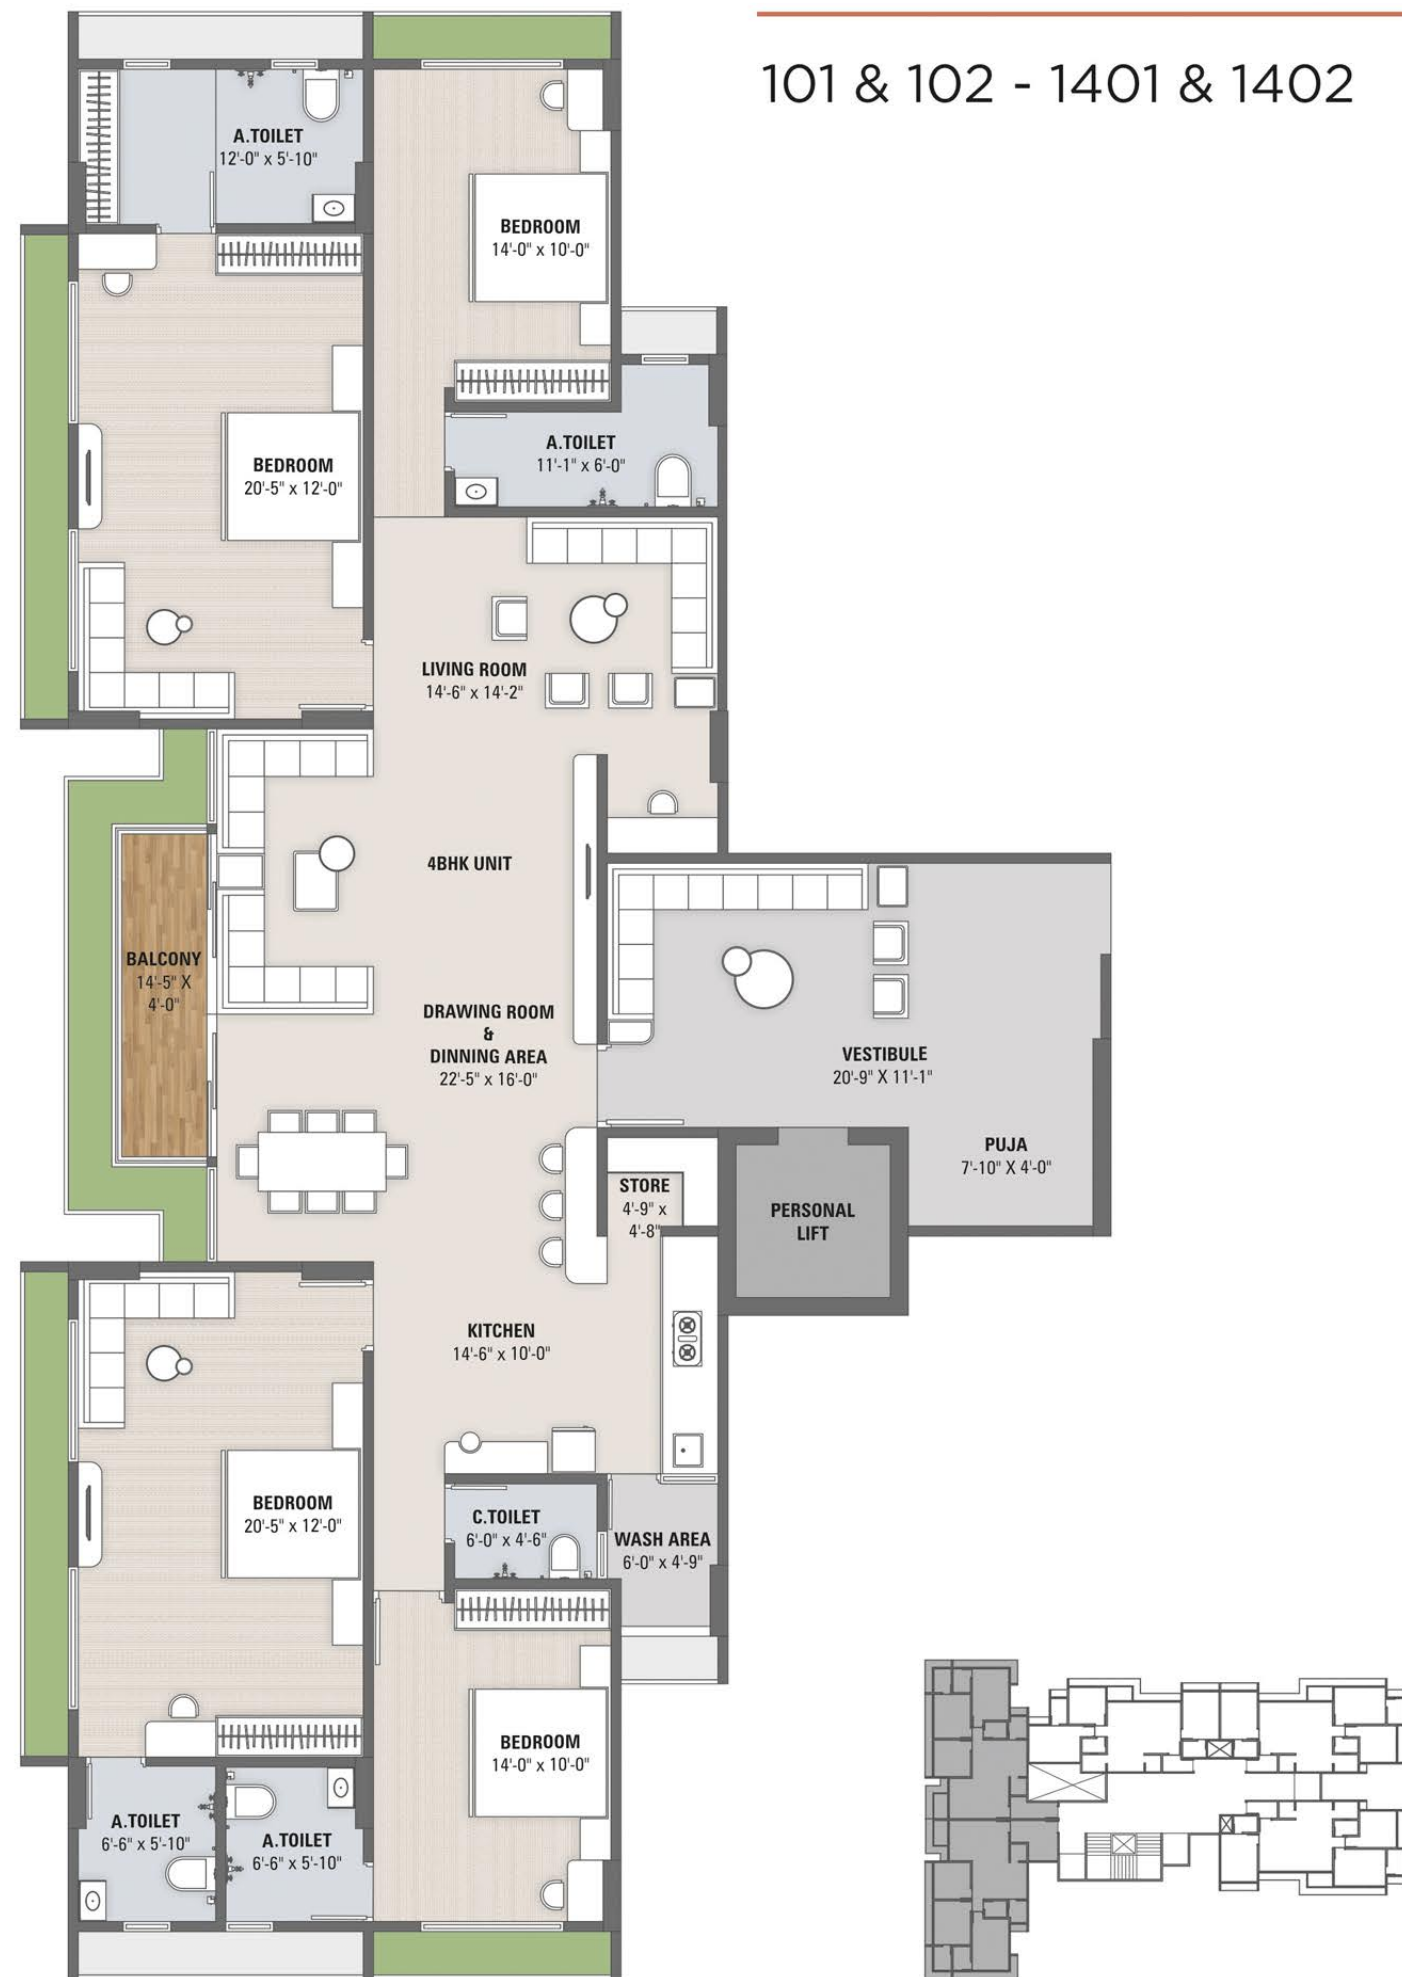 101 & 102 - 1401 & 1402
A.TOILET
12'-0" x 5'-10"
BEDROOM
14'-0" x 10'-0"
A.TOILET
11'-1" x 6'-0"
BEDROOM
20'-5" x 12'-0"
LIVING ROOM
14'-6" x 14'-2"
4BHK UNIT
BALCONY
14'-5" X
4'-0"
DRAWING ROOM
&
DINNING AREA
22'-5" x 16'-0"
VESTIBULE
20'-9" X 11'-1"
PUJA
7'-10" X 4'-0"
STORE
4'-9" x
4'-8"
PERSONAL
LIFT
KITCHEN
14'-6" x 10'-0"
BEDROOM
20'-5" x 12'-0"
C.TOILET
6'-0" x 4'-6"
WASH AREA
6'-0" x 4'-9"
BEDROOM
14'-0" x 10'-0"
A.TOILET
6'-6" x 5'-10"
A.TOILET
6'-6" x 5'-10"